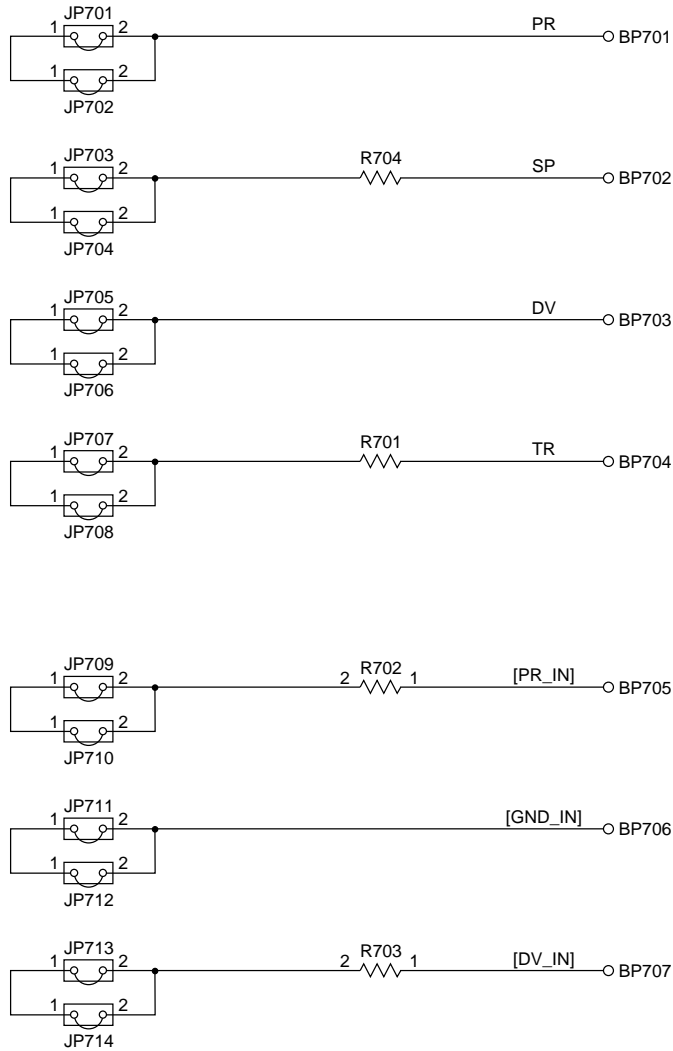 JP701
1 2 PR BP701
1 2
JP702
JP703 R704
1 2 SP BP702
1 2
JP704
JP705
1 2 DV BP703
1 2
JP706
JP707 R701
1 2 TR BP704
1 2
JP708
JP709 R702
1 2 2 1 [PR_IN] BP705
1 2
JP710
JP711
1 2 [GND_IN] BP706
1 2
JP712
JP713 R703
1 2 2 1 [DV_IN] BP707
1 2
JP714